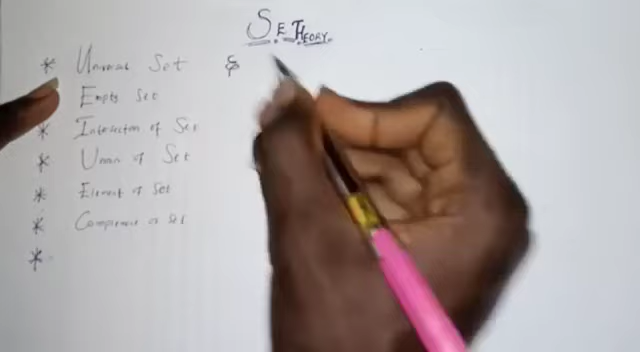 SET THEORY
* Universal Set &
* Empty Set
* Intersection of Set
* Union of Set
* Element of Set
* Complement of Set
*